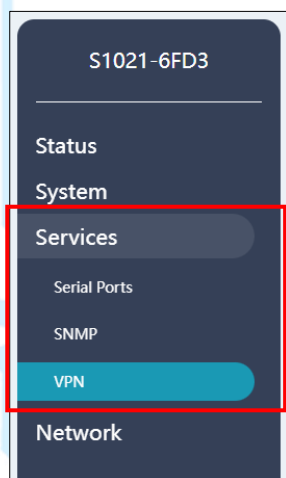 S1021-6FD3
Status
System
Services
Serial Ports
SNMP
VPN
Network